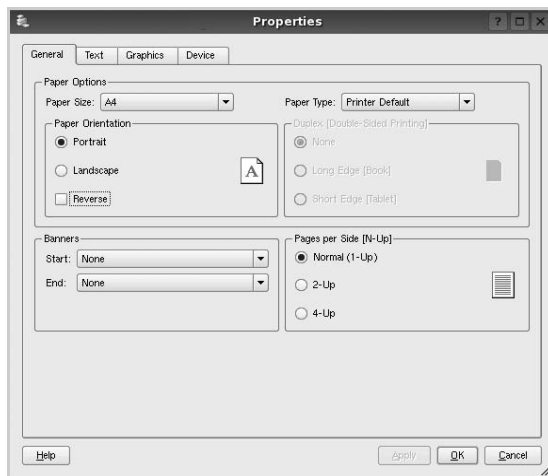 Properties
General Text Graphics Device
Paper Options
Paper Size: A4 Paper Type: Printer Default
Paper Orientation
Portrait
Landscape
A
Reverse
Duplex [Double-Sided Printing]
None
Long Edge [Book]
Short Edge [Tablet]
Banners
Start: None
End: None
Pages per Side [N-Up]
Normal (1-Up)
2-Up
4-Up
Help Apply OK Cancel